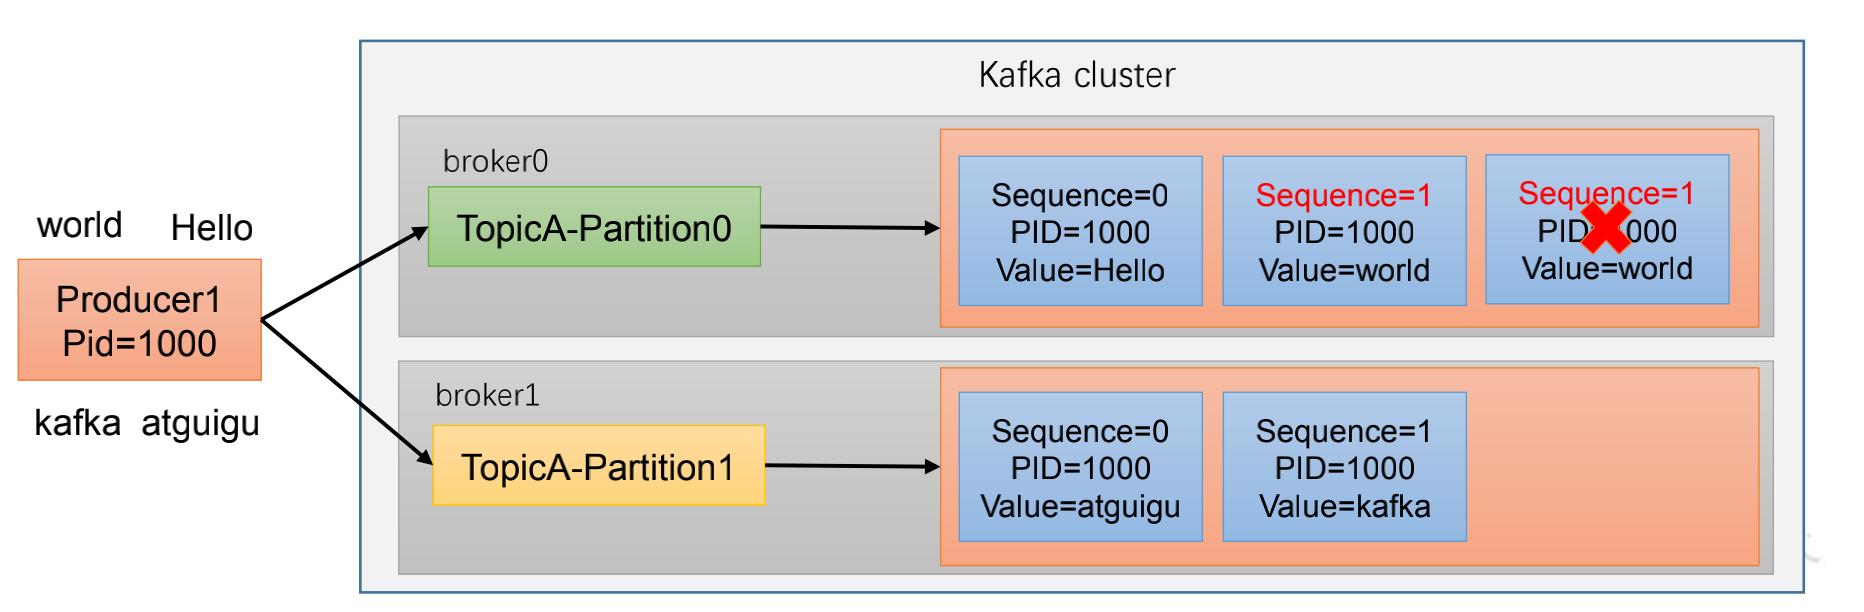 Kafka cluster
broker0
world Hello
TopicA-Partition0
Sequence=0
PID=1000
Value=Hello
Sequence=1
PID=1000
Value=world
Sequence=1
PID=1000
Value=world
Producer1
Pid=1000
kafka atguigu
broker1
TopicA-Partition1
Sequence=0
PID=1000
Value=atguigu
Sequence=1
PID=1000
Value=kafka